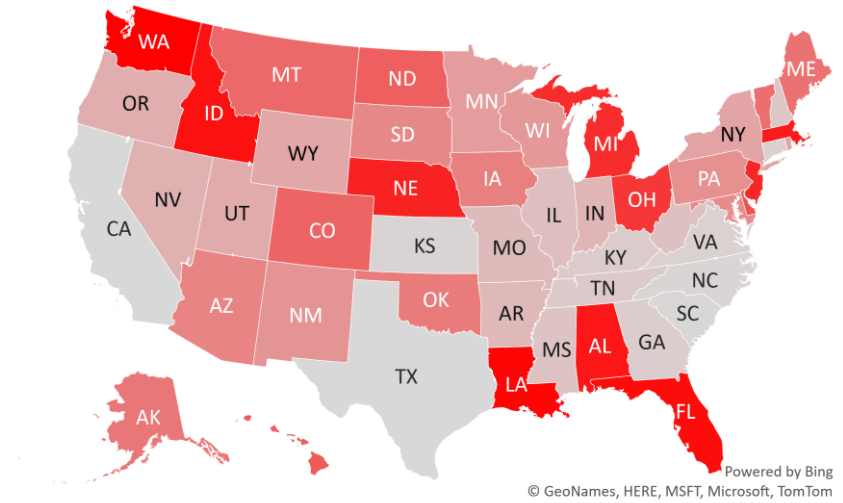 WA
MT
ND
ME
OR
ID
MN
SD
WI
NY
WY
MI
IA
PA
NE
NV
UT
CO
IL
IN
OH
CA
KS
MO
KY
VA
AZ
NM
OK
AR
TN
NC
SC
TX
MS
AL
GA
LA
FL
AK
Powered by Bing
© GeoNames, HERE, MSFT, Microsoft, TomTom